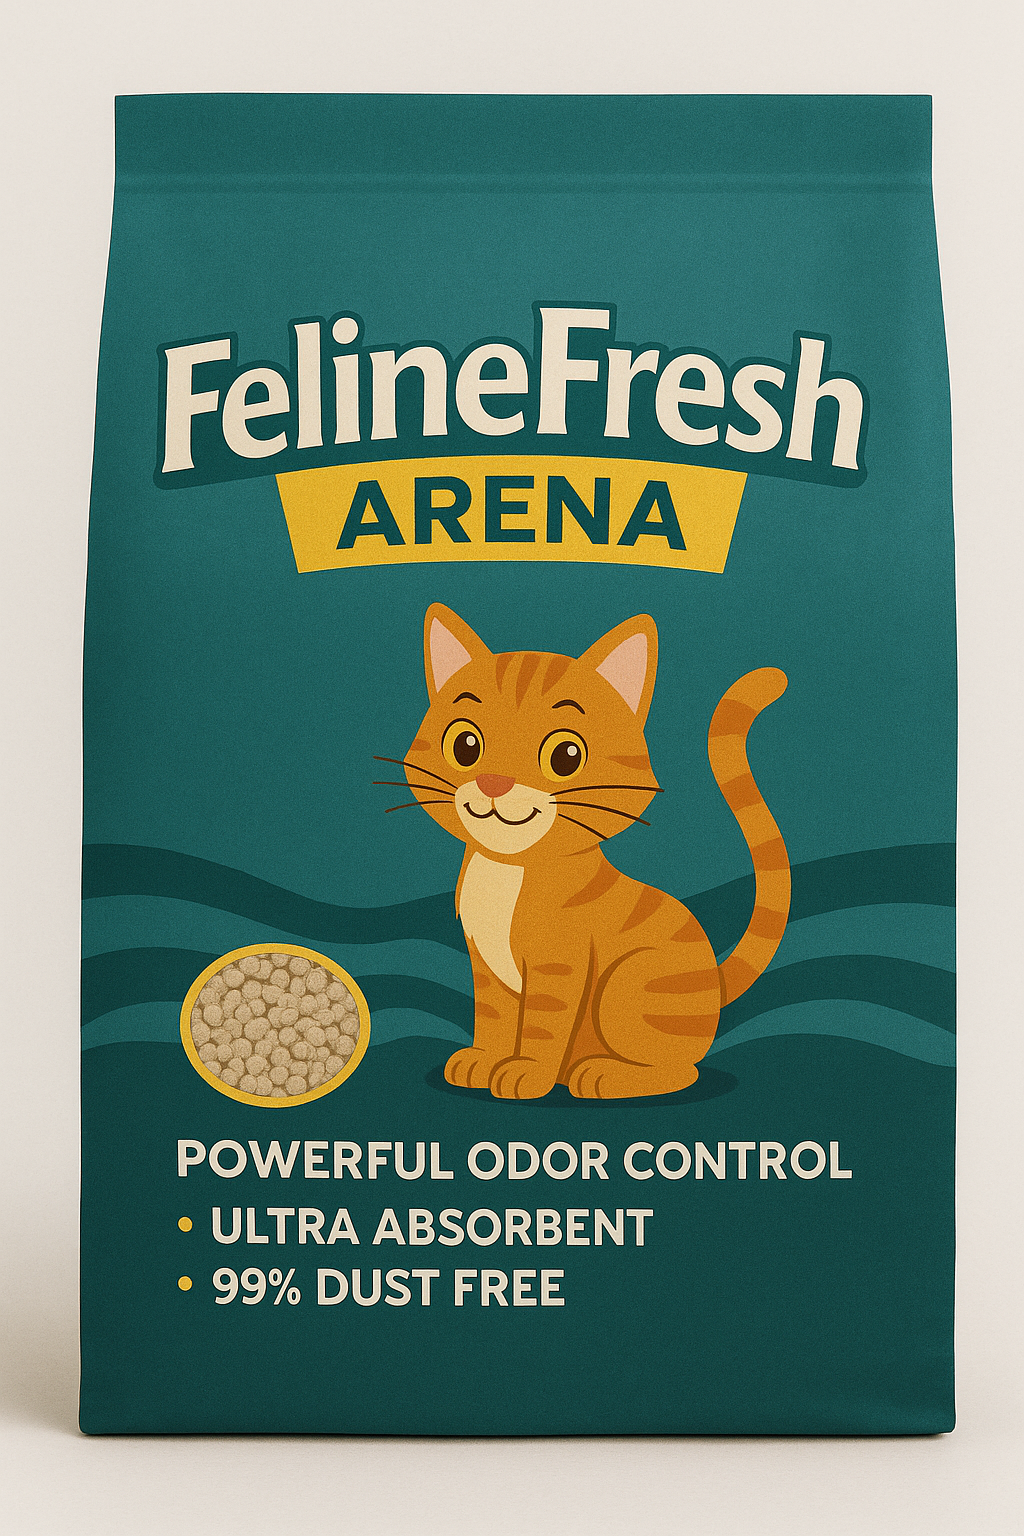 FelineFresh
ARENA
POWERFUL ODOR CONTROL
• ULTRA ABSORBENT
• 99% DUST FREE